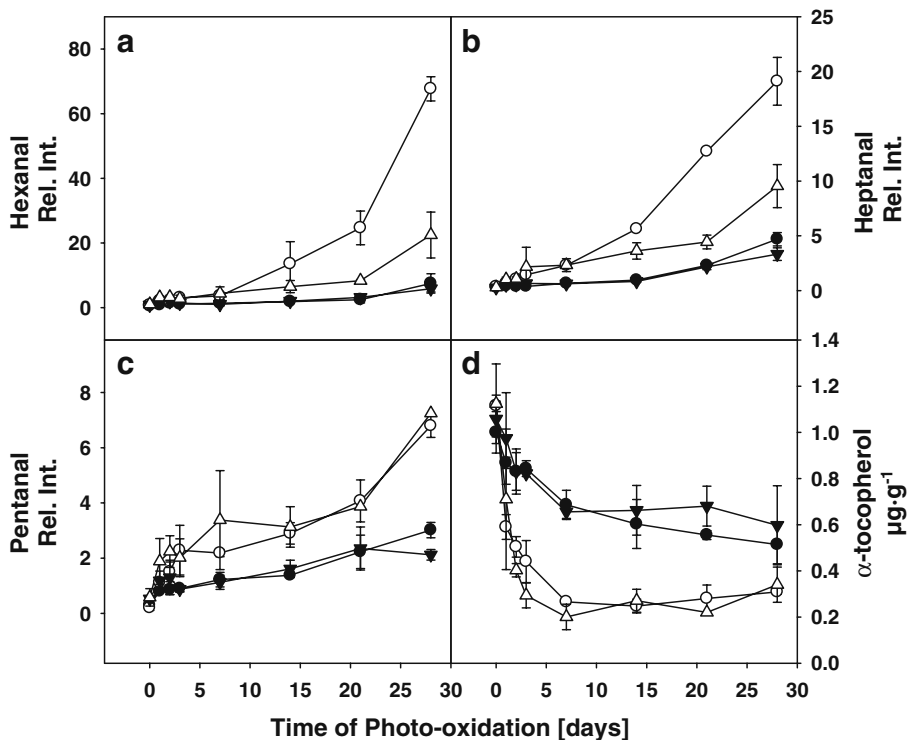 a
b
80
60
40
20
0
Hexanal
Rel. Int.
25
20
15
10
5
0
Heptanal
Rel. Int.
c
d
8
6
4
2
0
Pentanal
Rel. Int.
1.4
1.2
1.0
0.8
0.6
0.4
0.2
0.0
α-tocopherol
µg·g-1
0 5 10 15 20 25 30
0 5 10 15 20 25 30
Time of Photo-oxidation [days]